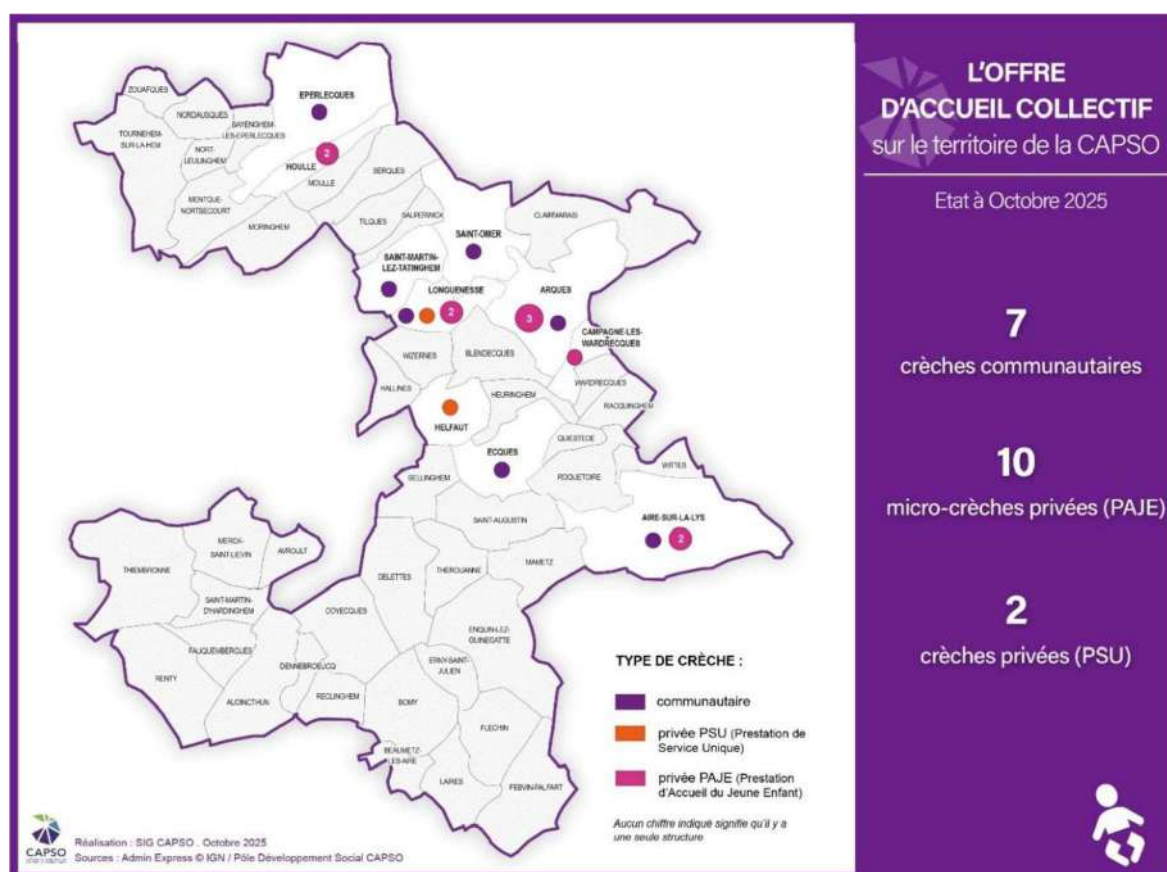 ZOUAFQUES
NORDAUSQUES
TOURNEHEM-
SUR-LA-HEM
BAYENGHEM-
LES-EPERLECQUES
NORT-
LEULINGHEM
MENTQUE-
NORTBECOURT
MORINGHEM
EPERLECQUES
2
HOULLE
MOULLE
SERQUES
TILQUES
SALPERWICK
CLAIRMARAIS
SAINT-OMER
SAINT-MARTIN-
LEZ-TATINGHEM
LONGUENESSE
2
ARQUES
3
CAMPAGNE-LES-
WARDRECQUES
WIZERNES
BLENDECQUES
HALLINES
HEURINGHEM
WARDRECQUES
RACQUINGHEM
HELFAUT
ECQUES
QUIESTEDE
ROQUETOIRE
WITTES
BELLINGHEM
SAINT-AUGUSTIN
AIRE-SUR-LA-LYS
2
THEROUANNE
MAMETZ
DELETTES
THIEMBRONNE
MERCK-
SAINT-LIEVIN
AVROULT
SAINT-MARTIN-
D'HARDINGHEM
COYECQUES
ENQUIN-LEZ-
GUINEGATTE
FAUQUEMBERGUES
RENTY
AUDINCTHUN
DENNEBROEUCQ
RECLINGHEM
ERNY-SAINT-
JULIEN
BOMY
FLECHIN
BEAUMETZ-
LES-AIRE
LAIRES
FEBVIN-PALFART
TYPE DE CRÈCHE :
communautaire
privée PSU (Prestation de
Service Unique)
privée PAJE (Prestation
d'Accueil du Jeune Enfant)
Aucun chiffre indiqué signifie qu'il y a
une seule structure
CAPSO
Réalisation : SIG CAPSO . Octobre 2025
Sources : Admin Express © IGN / Pôle Développement Social CAPSO
L'OFFRE
D'ACCUEIL COLLECTIF
sur le territoire de la CAPSO
Etat à Octobre 2025
7
crèches communautaires
10
micro-crèches privées (PAJE)
2
crèches privées (PSU)